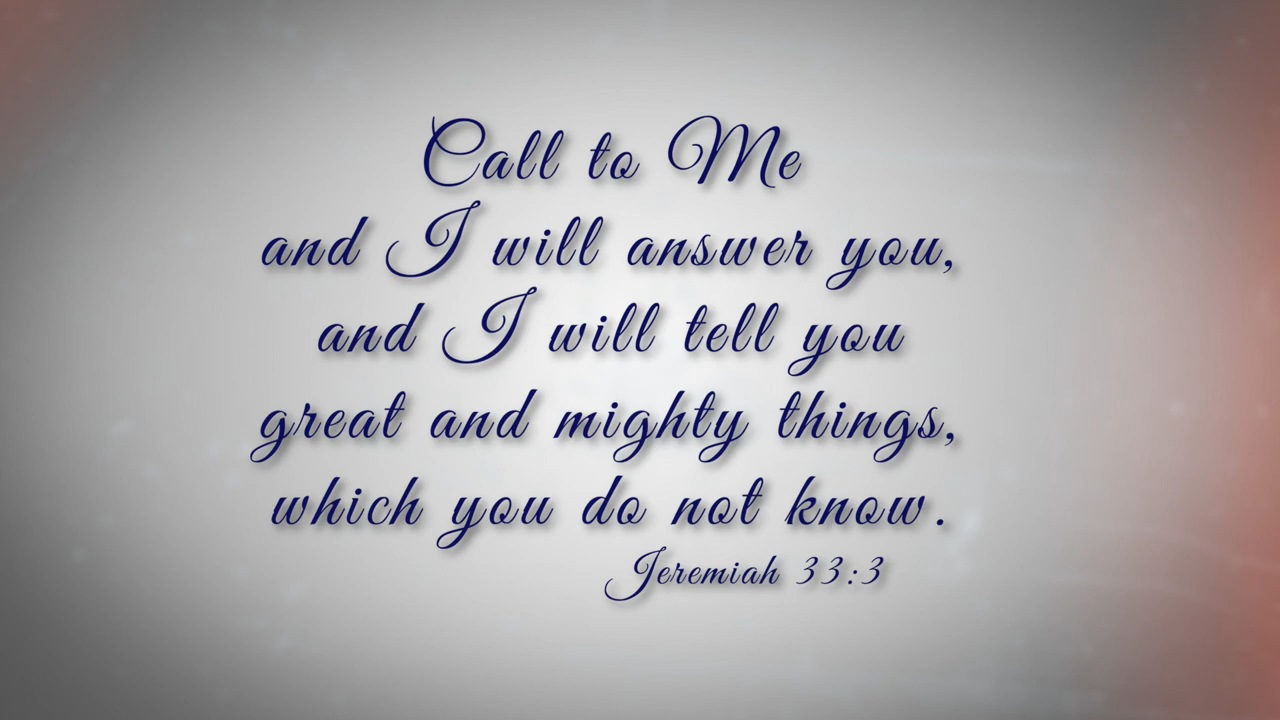 Call to Me
and I will answer you,
and I will tell you
great and mighty things,
which you do not know.
Jeremiah 33:3